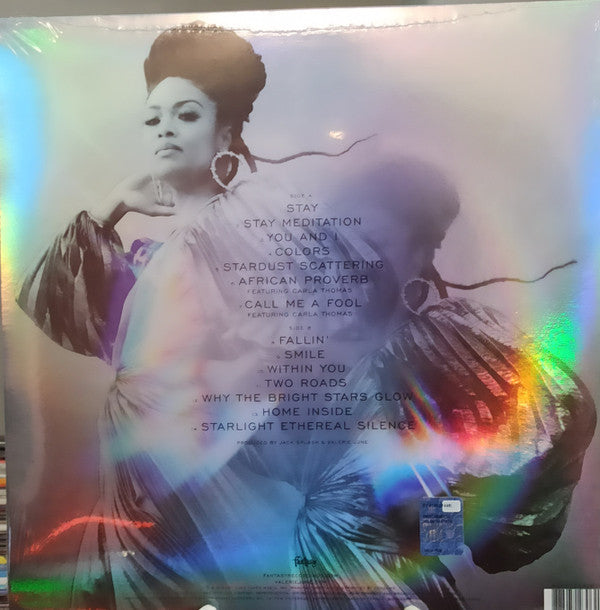 SIDE A
STAY
STAY MEDITATION
YOU AND I
COLORS
STARDUST SCATTERING
AFRICAN PROVERB
FEATURING CARLA THOMAS
CALL ME A FOOL
FEATURING CARLA THOMAS
SIDE B
FALLIN'
SMILE
WITHIN YOU
TWO ROADS
WHY THE BRIGHT STARS GLOW
13 HOME INSIDE
STARLIGHT ETHEREAL SILENCE
PRODUCED BY JACK SPLASH & VALERIE JUNE
Fantasy